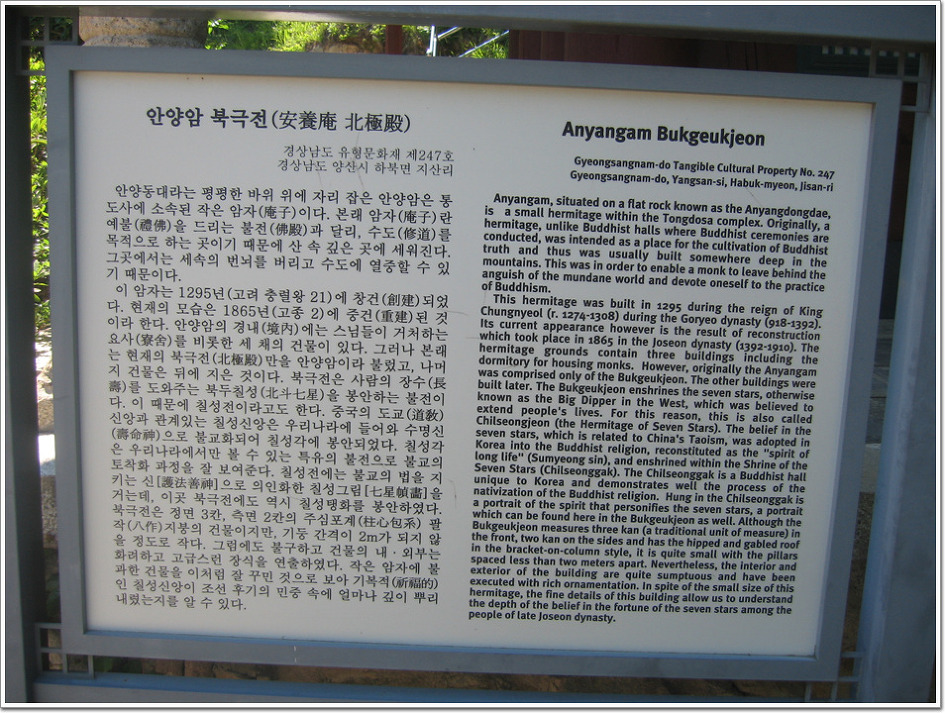 안양암 북극전(安養庵 北極殿)
경상남도 유형문화재 제247호
경상남도 양산시 하북면 지산리
안양동대라는 평평한 바위 위에 자리 잡은 안양암은 통
도사에 소속된 작은 암자(庵子)이다. 본래 암자(庵子)란
예불(禮佛)을 드리는 불전(佛殿)과 달리, 수도(修道)를
목적으로 하는 곳이기 때문에 산 속 깊은 곳에 세워진다.
그곳에서는 세속의 번뇌를 버리고 수도에 열중할 수 있
기 때문이다.
이 암자는 1295년(고려 충렬왕 21)에 창건(創建)되었
다. 현재의 모습은 1865년(고종 2)에 중건(重建)된 것
이라 한다. 안양암의 경내(境內)에는 스님들이 거처하는
요사(寮舍)를 비롯한 세 채의 건물이 있다. 그러나 본래
는 현재의 북극전(北極殿)만을 안양암이라 불렀고, 나머
지 건물은 뒤에 지은 것이다. 북극전은 사람의 장수(長
壽)를 도와주는 북두칠성(北斗七星)을 봉안하는 불전이
다. 이 때문에 칠성전이라고도 한다. 중국의 도교(道敎)
신앙과 관계있는 칠성신앙은 우리나라에 들어와 수명신
(壽命神)으로 불교화되어 칠성각에 봉안되었다. 칠성각
은 우리나라에서만 볼 수 있는 특유의 불전으로 불교의
토착화 과정을 잘 보여준다. 칠성전에는 불교의 법을 지
키는 신[護法善神]으로 의인화한 칠성그림[七星幀畵]을
거는데, 이곳 북극전에도 역시 칠성탱화를 봉안하였다.
북극전은 정면 3칸, 측면 2칸의 주심포계(柱心包系) 팔
작(八作)지붕의 건물이지만, 기둥 간격이 2m가 되지 않
을 정도로 작다. 그럼에도 불구하고 건물의 내·외부는
화려하고 고급스런 장식을 연출하였다. 작은 암자에 불
과한 건물을 이처럼 잘 꾸민 것으로 보아 기복적(祈福的)
인 칠성신앙이 조선 후기의 민중 속에 얼마나 깊이 뿌리
내렸는지를 알 수 있다.
Anyangam Bukgeukjeon
Gyeongsangnam-do Tangible Cultural Property No. 247
Gyeongsangnam-do, Yangsan-si, Habuk-myeon, Jisan-ri
Anyangam, situated on a flat rock known as the Anyangdongdae,
is a small hermitage within the Tongdosa complex. Originally, a
hermitage, unlike Buddhist halls where Buddhist ceremonies are
conducted, was intended as a place for the cultivation of Buddhist
truth and thus was usually built somewhere deep in the
mountains. This was in order to enable a monk to leave behind the
anguish of the mundane world and devote oneself to the practice
of Buddhism.
This hermitage was built in 1295 during the reign of King
Chungnyeol (r. 1274-1308) during the Goryeo dynasty (918-1392).
Its current appearance however is the result of reconstruction
which took place in 1865 in the Joseon dynasty (1392-1910). The
hermitage grounds contain three buildings including the
dormitory for housing monks. However, originally the Anyangam
was comprised only of the Bukgeukjeon. The other buildings were
built later. The Bukgeukjeon enshrines the seven stars, otherwise
known as the Big Dipper in the West, which was believed to
extend people's lives. For this reason, this is also called
Chilseongjeon (the Hermitage of Seven Stars). The belief in the
seven stars, which is related to China's Taoism, was adopted in
Korea into the Buddhist religion, reconstituted as the "spirit of
long life" (Sumyeong sin), and enshrined within the Shrine of the
Seven Stars (Chilseonggak). The Chilseonggak is a Buddhist hall
unique to Korea and demonstrates well the process of the
nativization of the Buddhist religion. Hung in the Chilseonggak is
a portrait of the spirit that personifies the seven stars, a portrait
which can be found here in the Bukgeukjeon as well. Although the
Bukgeukjeon measures three kan (a traditional unit of measure) in
the front, two kan on the sides and has the hipped and gabled roof
in the bracket-on-column style, it is quite small with the pillars
spaced less than two meters apart. Nevertheless, the interior and
exterior of the building are quite sumptuous and have been
executed with rich ornamentation. In spite of the small size of this
hermitage, the fine details of this building allow us to understand
the depth of the belief in the fortune of the seven stars among the
people of late Joseon dynasty.